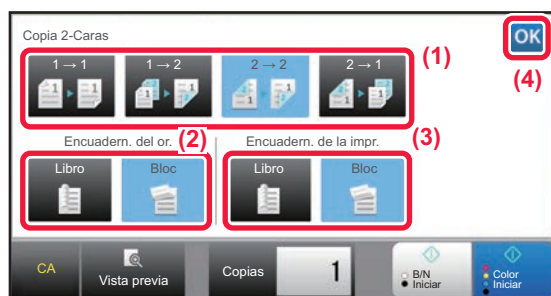 Copia 2-Caras
OK
1 → 1
1 → 2
2 → 2
2 → 1
(1)
(4)
Encuadern. del or.
(2)
Encuadern. de la impr.
(3)
Libro
Bloc
Libro
Bloc
CA
Vista previa
Copias
1
B/N
Iniciar
Color
Iniciar